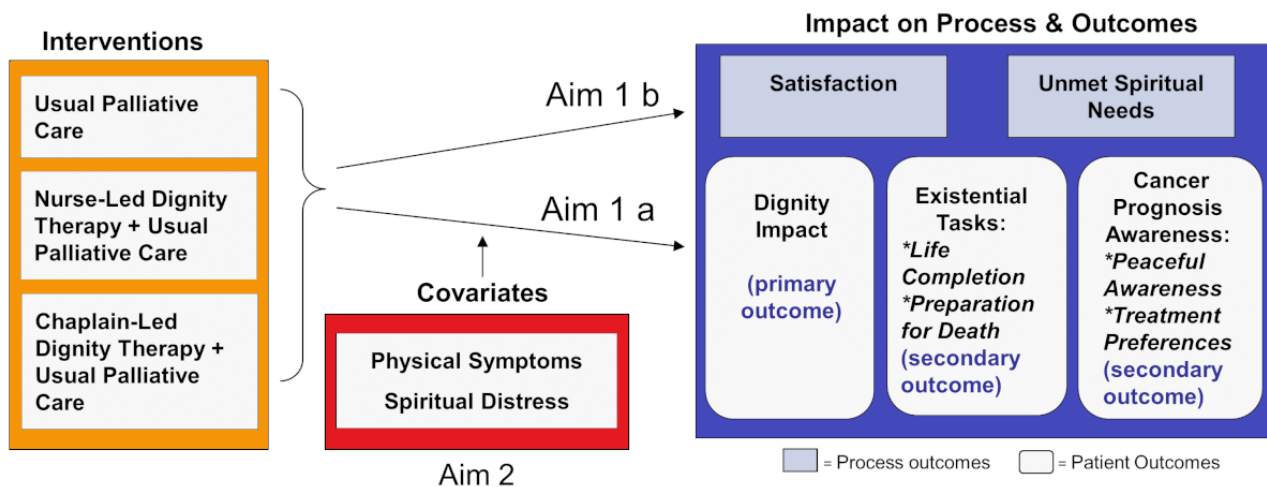 Interventions
Usual Palliative
Care
Nurse-Led Dignity
Therapy + Usual
Palliative Care
Chaplain-Led
Dignity Therapy +
Usual Palliative
Care
Aim 1 b
Aim 1 a
Covariates
Physical Symptoms
Spiritual Distress
Aim 2
Impact on Process & Outcomes
Satisfaction
Unmet Spiritual
Needs
Dignity
Impact
(primary
outcome)
Existential
Tasks:
*Life
Completion
*Preparation
for Death
(secondary
outcome)
Cancer
Prognosis
Awareness:
*Peaceful
Awareness
*Treatment
Preferences
(secondary
outcome)
= Process outcomes
= Patient Outcomes